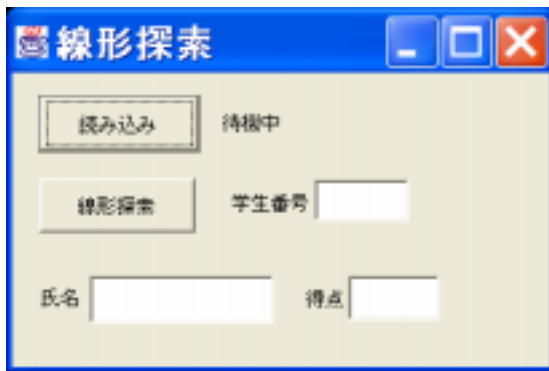 線形探索
読み込み 待機中
線形探索 学生番号
氏名 得点